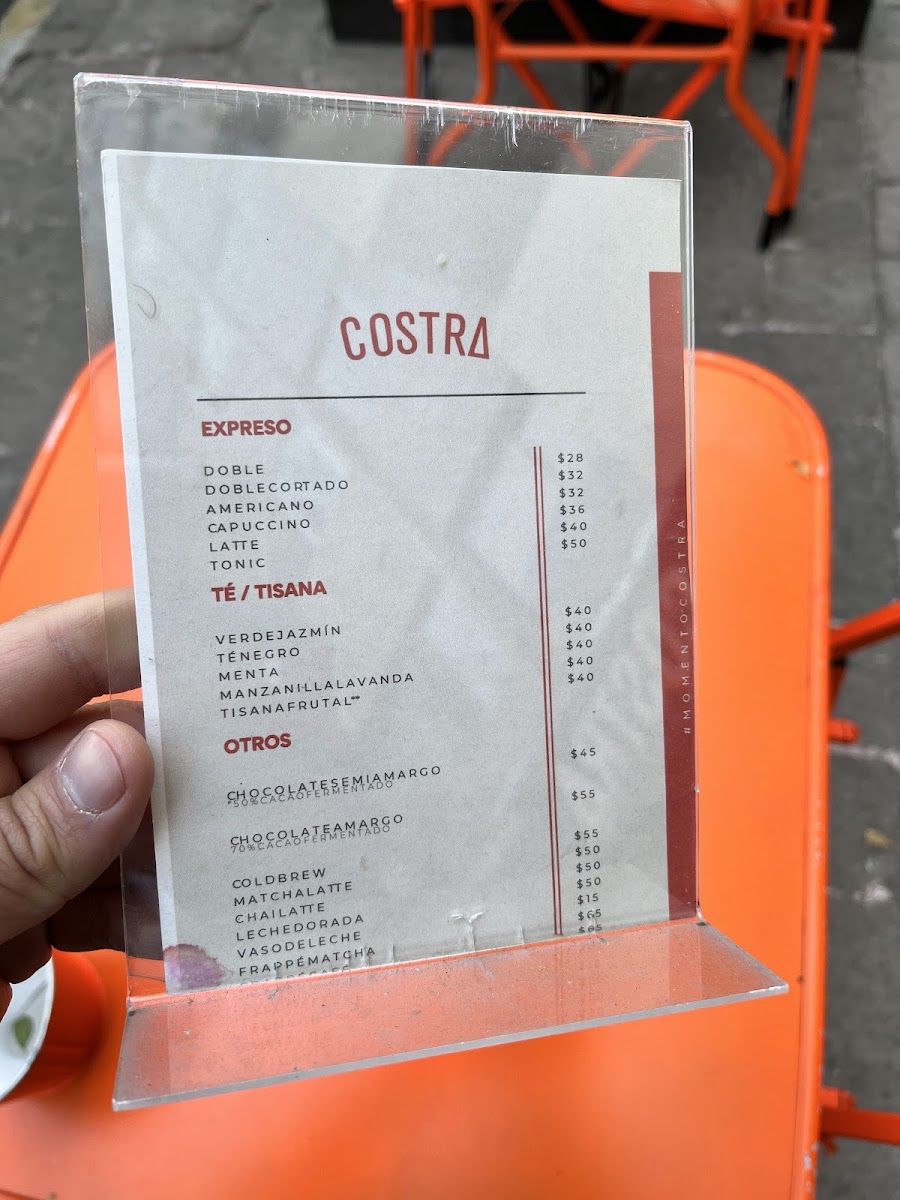 COSTRA
EXPRESO
DOBLE $28
DOBLECORTADO $32
AMERICANO $32
CAPUCCINO $36
LATTE $40
TONIC $50
TÉ / TISANA
VERDEJAZMÍN $40
TÉNEGRO $40
MENTA $40
MANZANILLALAVANDA $40
TISANAFRUTAL** $40
OTROS
CHOCOLATESEMIAMARGO $45
*50%CACAOFERMENTADO
CHOCOLATEAMARGO $55
70%CACAOFERMENTADO
COLDBREW $55
MATCHALATTE $50
CHAILATTE $50
LECHEDORADA $50
VASODELECHE $15
FRAPPÉMATCHA $65
$65
#MOMENTOCOSTRA